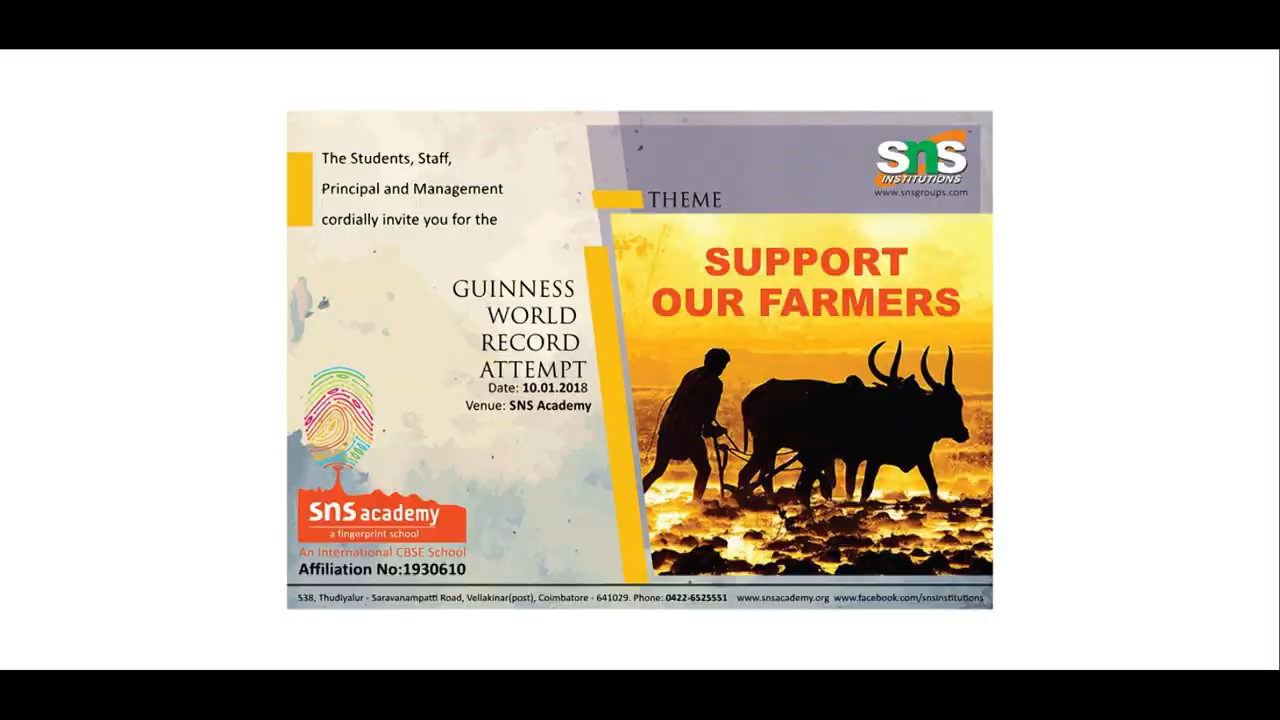 The Students, Staff,
Principal and Management
cordially invite you for the
GUINNESS
WORLD
RECORD
ATTEMPT
Date: 10.01.2018
Venue: SNS Academy
sns academy
a fingerprint school
An International CBSE School
Affiliation No:1930610
SNS
INSTITUTIONS
www.snsgroups.com
THEME
SUPPORT
OUR FARMERS
538, Thudiyalur - Saravanampatti Road, Vellakinar(post), Coimbatore - 641029. Phone: 0422-6525551 www.snsacademy.org www.facebook.com/snsinstitutions